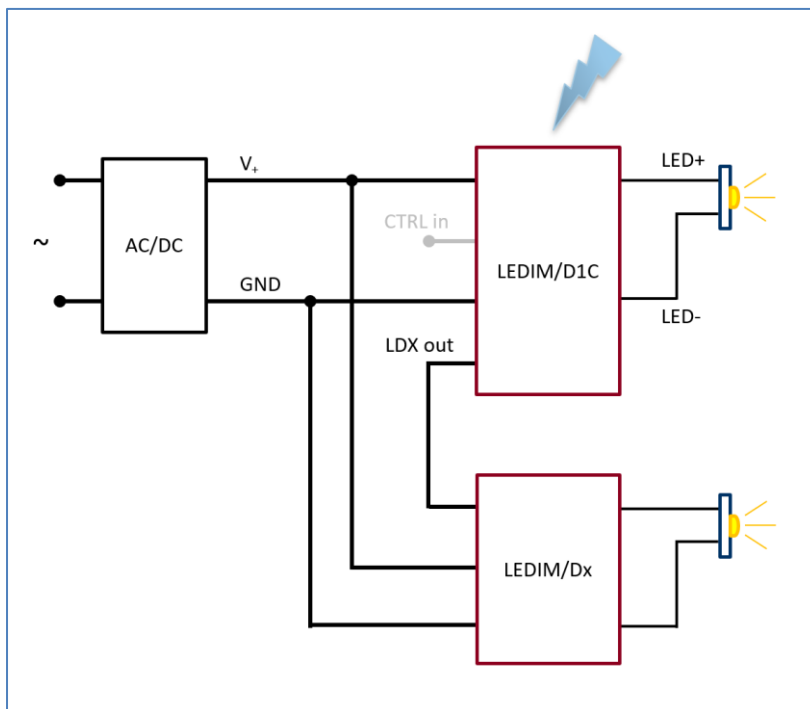 V+
LED+
CTRL in
~
AC/DC
LEDIM/D1C
GND
LED-
LDX out
LEDIM/Dx